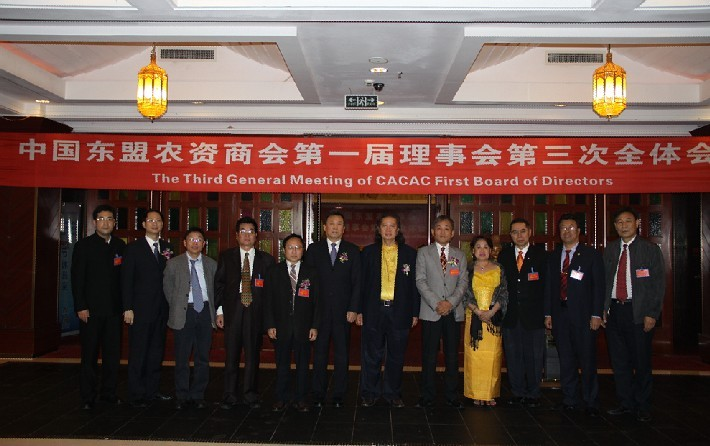 中国东盟农资商会第一届理事会第三次全体会
The Third General Meeting of CACAC First Board of Directors